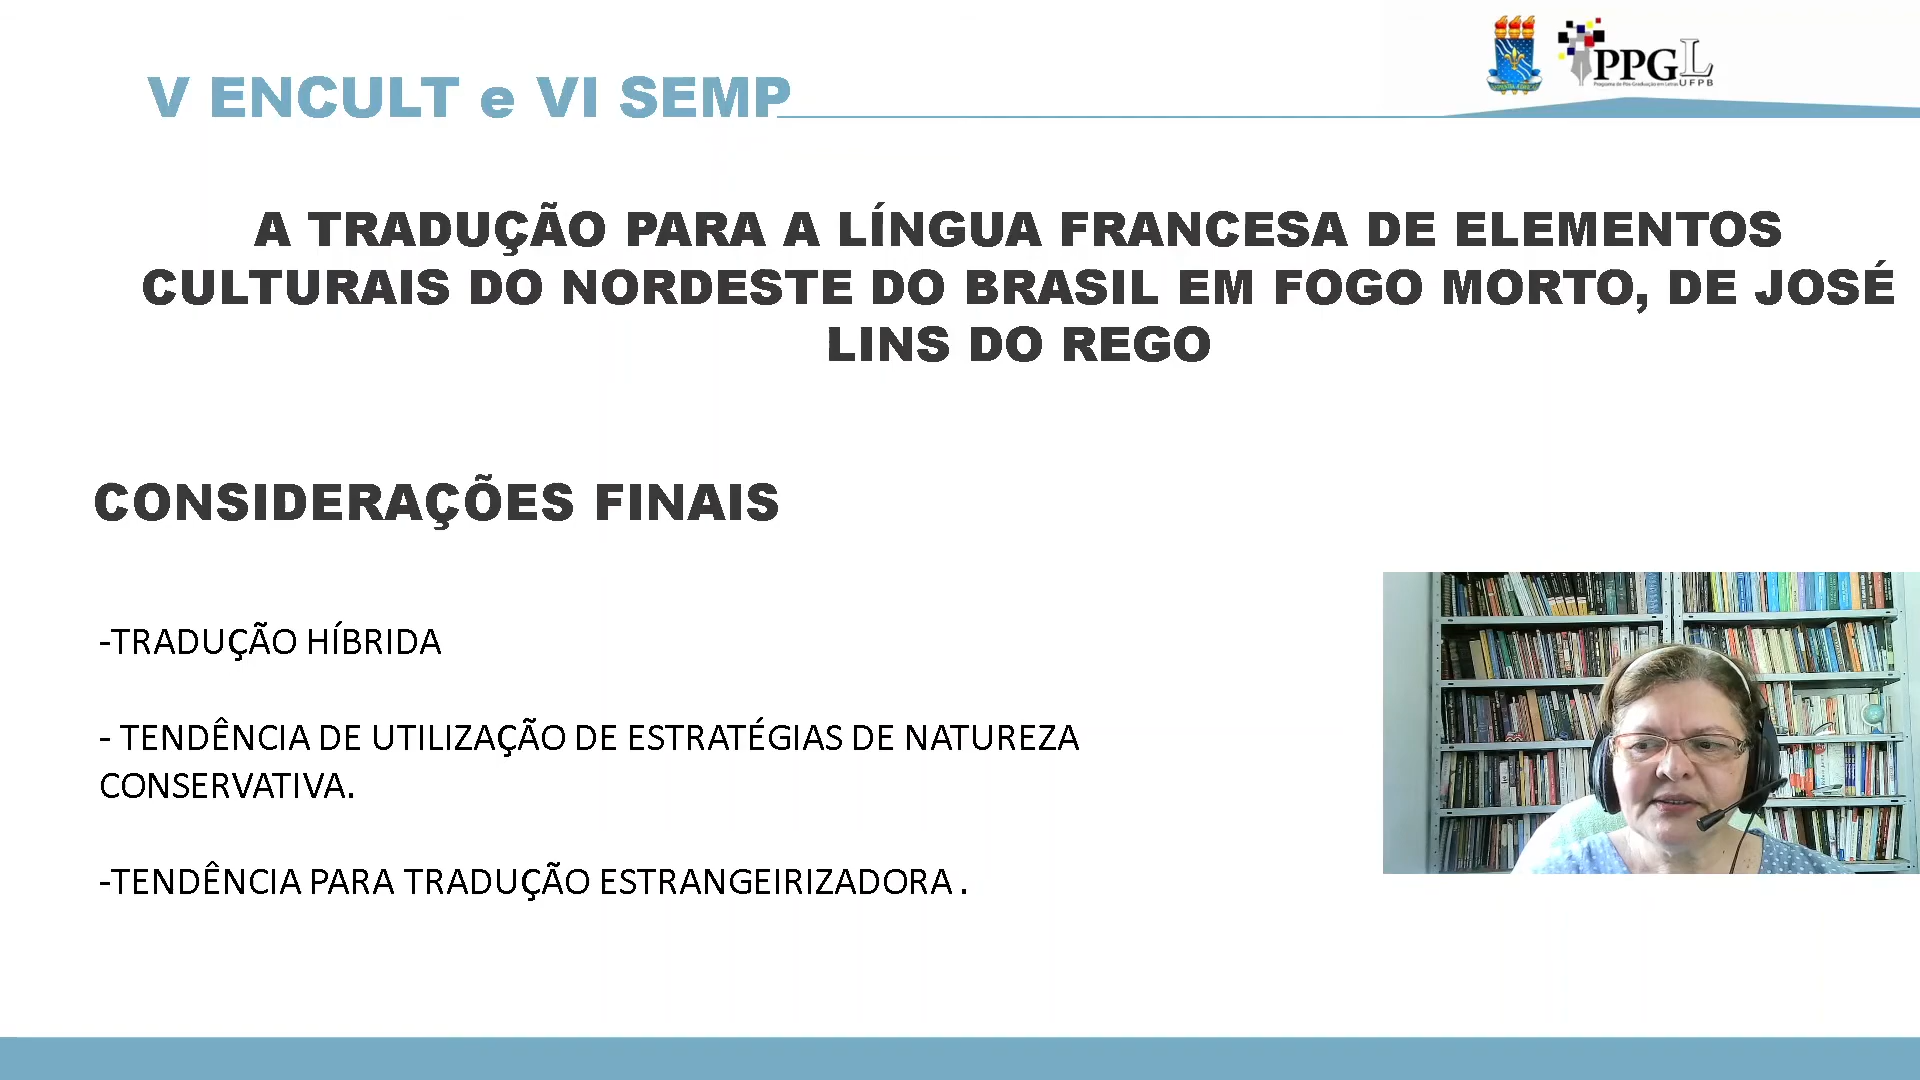 V ENCULT e VI SEMP
PPGL
UFPB
A TRADUÇÃO PARA A LÍNGUA FRANCESA DE ELEMENTOS
CULTURAIS DO NORDESTE DO BRASIL EM FOGO MORTO, DE JOSÉ
LINS DO REGO
CONSIDERAÇÕES FINAIS
-TRADUÇÃO HÍBRIDA
- TENDÊNCIA DE UTILIZAÇÃO DE ESTRATÉGIAS DE NATUREZA
CONSERVATIVA.
-TENDÊNCIA PARA TRADUÇÃO ESTRANGEIRIZADORA .